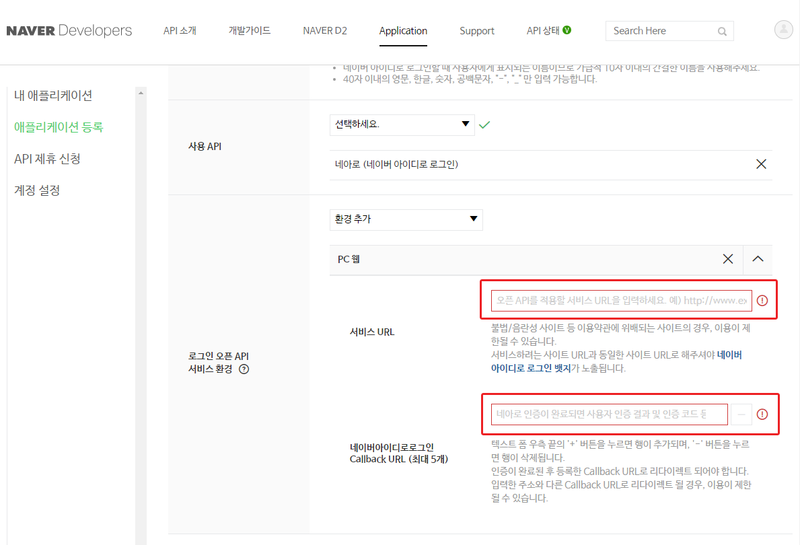 NAVER Developers
API 소개
개발가이드
NAVER D2
Application
Support
API 상태
Search Here
네이버 아이디로 로그인할 때 사용자에게 표시되는 이름이므로 가급적 10자 이내의 간결한 이름을 사용해주세요.
40자 이내의 영문, 한글, 숫자, 공백문자, "-", "_" 만 입력 가능합니다.
내 애플리케이션
애플리케이션 등록
API 제휴 신청
계정 설정
사용 API
선택하세요.
네아로 (네이버 아이디로 로그인)
로그인 오픈 API
서비스 환경
환경 추가
PC 웹
서비스 URL
오픈 API를 적용할 서비스 URL을 입력하세요. 예) http://www.ex
불법/음란성 사이트 등 이용약관에 위배되는 사이트의 경우, 이용이 제
한될 수 있습니다.
서비스하려는 사이트 URL과 동일한 사이트 URL로 해주셔야 네이버
아이디로 로그인 뱃지가 노출됩니다.
네이버아이디로로그인
Callback URL (최대 5개)
네아로 인증이 완료되면 사용자 인증 결과 및 인증 코드 등
텍스트 폼 우측 끝의 '+' 버튼을 누르면 행이 추가되며, '-' 버튼을 누르
면 행이 삭제됩니다.
인증이 완료된 후 등록한 Callback URL로 리다이렉트 되어야 합니다.
입력한 주소와 다른 Callback URL로 리다이렉트 될 경우, 이용이 제한
될 수 있습니다.